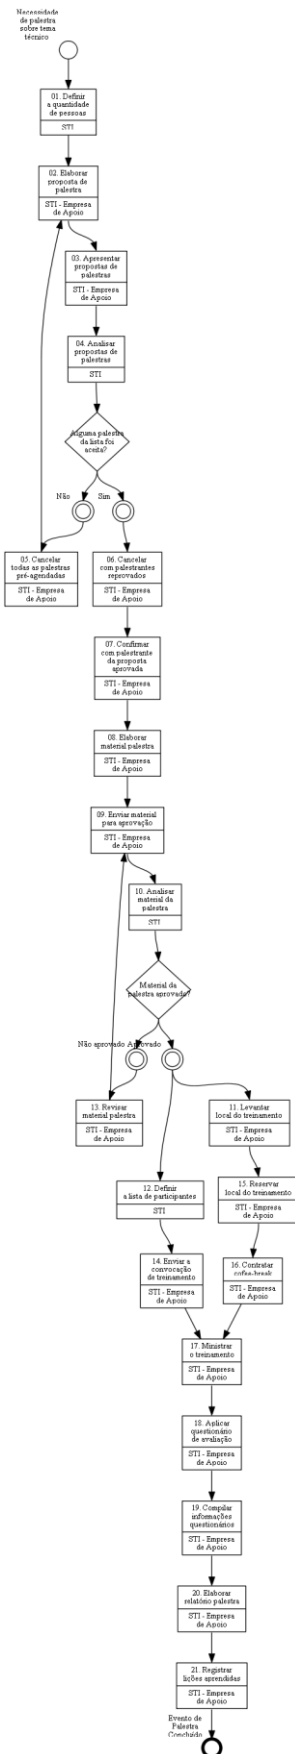 Necessidade
de palestra
sobre tema
técnico
01. Definir
a quantidade
de pessoas
STI
02. Elaborar
proposta de
palestra
STI - Empresa
de Apoio
03. Apresentar
propostas de
palestras
STI - Empresa
de Apoio
04. Analisar
propostas de
palestras
STI
Alguma palestra
da lista foi
aceita?
Não
Sim
05. Cancelar
todas as palestras
pré-agendadas
STI - Empresa
de Apoio
06. Cancelar
com palestrantes
reprovados
STI - Empresa
de Apoio
07. Confirmar
com palestrante
da proposta
aprovada
STI - Empresa
de Apoio
08. Elaborar
material palestra
STI - Empresa
de Apoio
09. Enviar material
para aprovação
STI - Empresa
de Apoio
10. Analisar
material da
palestra
STI
Material da
palestra aprovado?
Não aprovado
Aprovado
13. Revisar
material palestra
STI - Empresa
de Apoio
11. Levantar
local do treinamento
STI - Empresa
de Apoio
12. Definir
a lista de participantes
STI
15. Reservar
local do treinamento
STI - Empresa
de Apoio
14. Enviar a
convocação
de treinamento
STI - Empresa
de Apoio
16. Contratar
cofee-break
STI - Empresa
de Apoio
17. Ministrar
o treinamento
STI - Empresa
de Apoio
18. Aplicar
questionário
de avaliação
STI - Empresa
de Apoio
19. Compilar
informações
questionários
STI - Empresa
de Apoio
20. Elaborar
relatório palestra
STI - Empresa
de Apoio
21. Registrar
lições aprendidas
STI - Empresa
de Apoio
Evento de
Palestra
Concluído